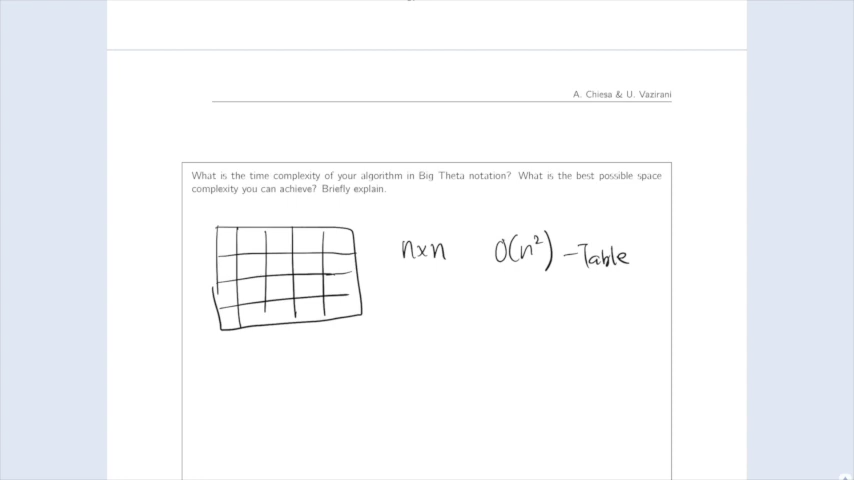 A. Chiesa & U. Vazirani
What is the time complexity of your algorithm in Big Theta notation? What is the best possible space
complexity you can achieve? Briefly explain.
n×n O(n²) – Table